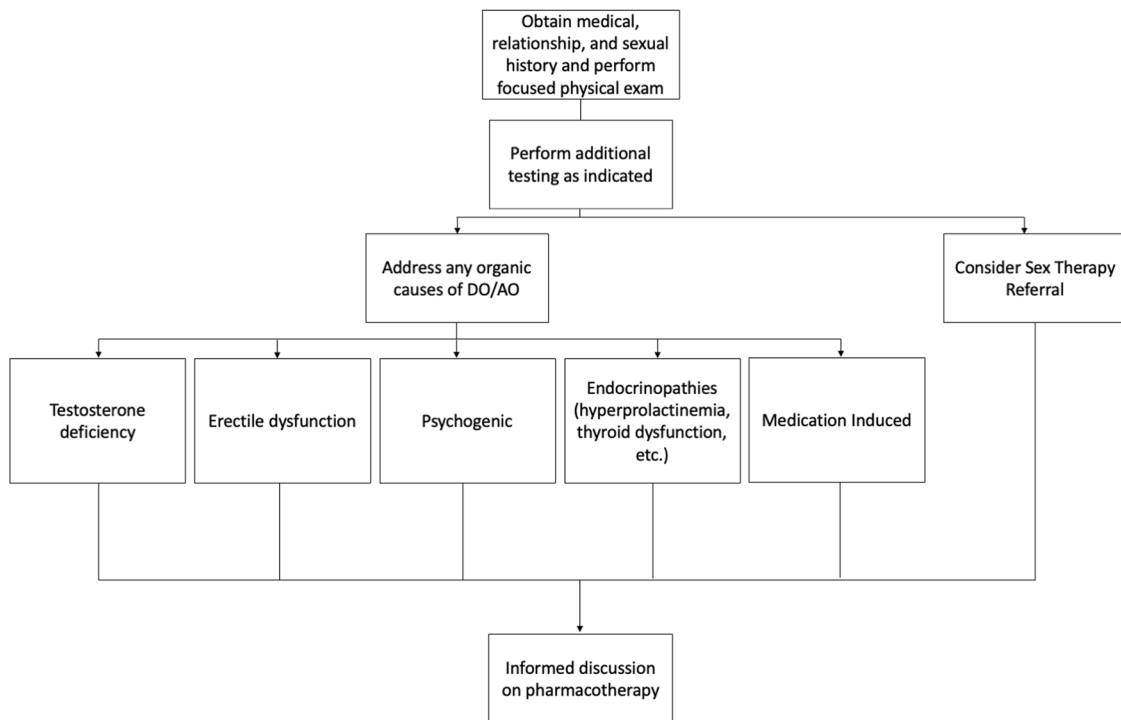 Obtain medical,
relationship, and sexual
history and perform
focused physical exam
Perform additional
testing as indicated
Address any organic
causes of DO/AO
Consider Sex Therapy
Referral
Testosterone
deficiency
Erectile dysfunction
Psychogenic
Endocrinopathies
(hyperprolactinemia,
thyroid dysfunction,
etc.)
Medication Induced
Informed discussion
on pharmacotherapy